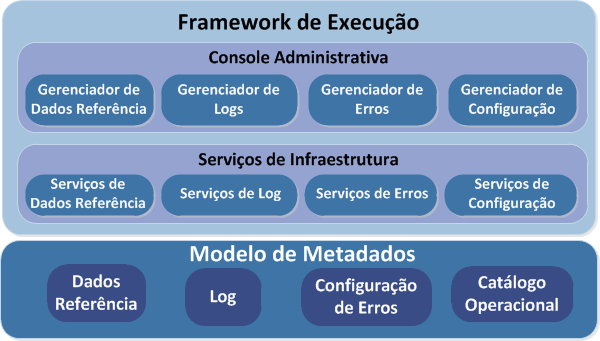 Framework de Execução
Console Administrativa
Gerenciador de
Dados Referência
Gerenciador de
Logs
Gerenciador de
Erros
Gerenciador de
Configuração
Serviços de Infraestrutura
Serviços de
Dados Referência
Serviços de Log
Serviços de Erros
Serviços de
Configuração
Modelo de Metadados
Dados
Referência
Log
Configuração
de Erros
Catálogo
Operacional